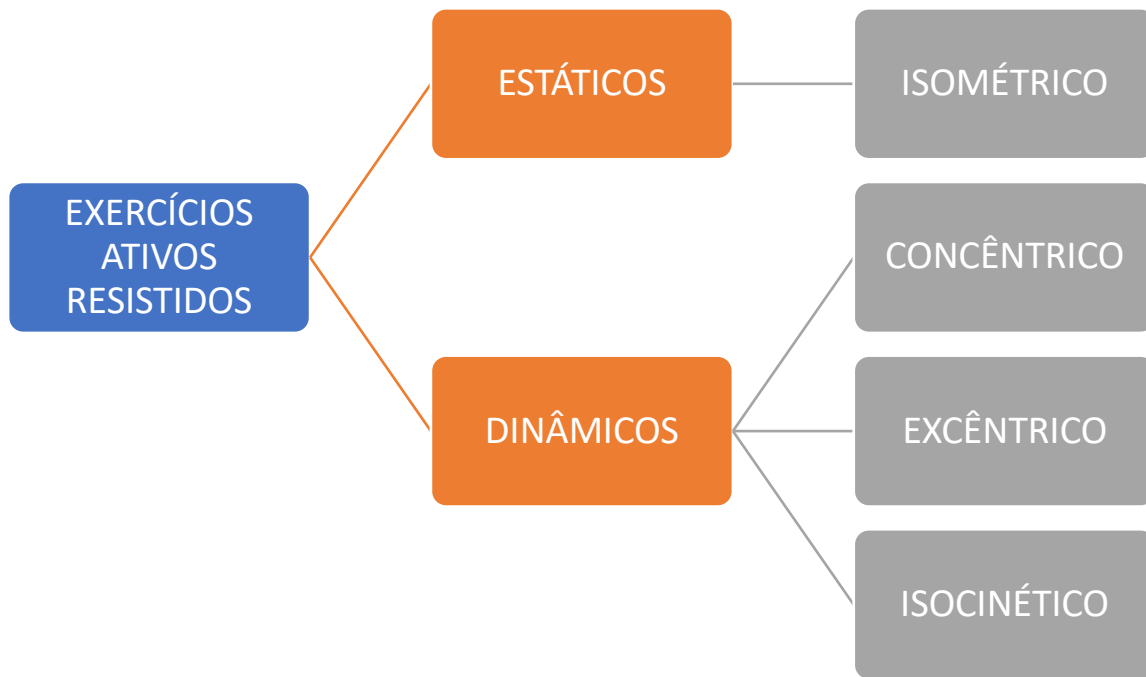 EXERCÍCIOS
ATIVOS
RESISTIDOS
ESTÁTICOS
ISOMÉTRICO
DINÂMICOS
CONCÊNTRICO
EXCÊNTRICO
ISOCINÉTICO